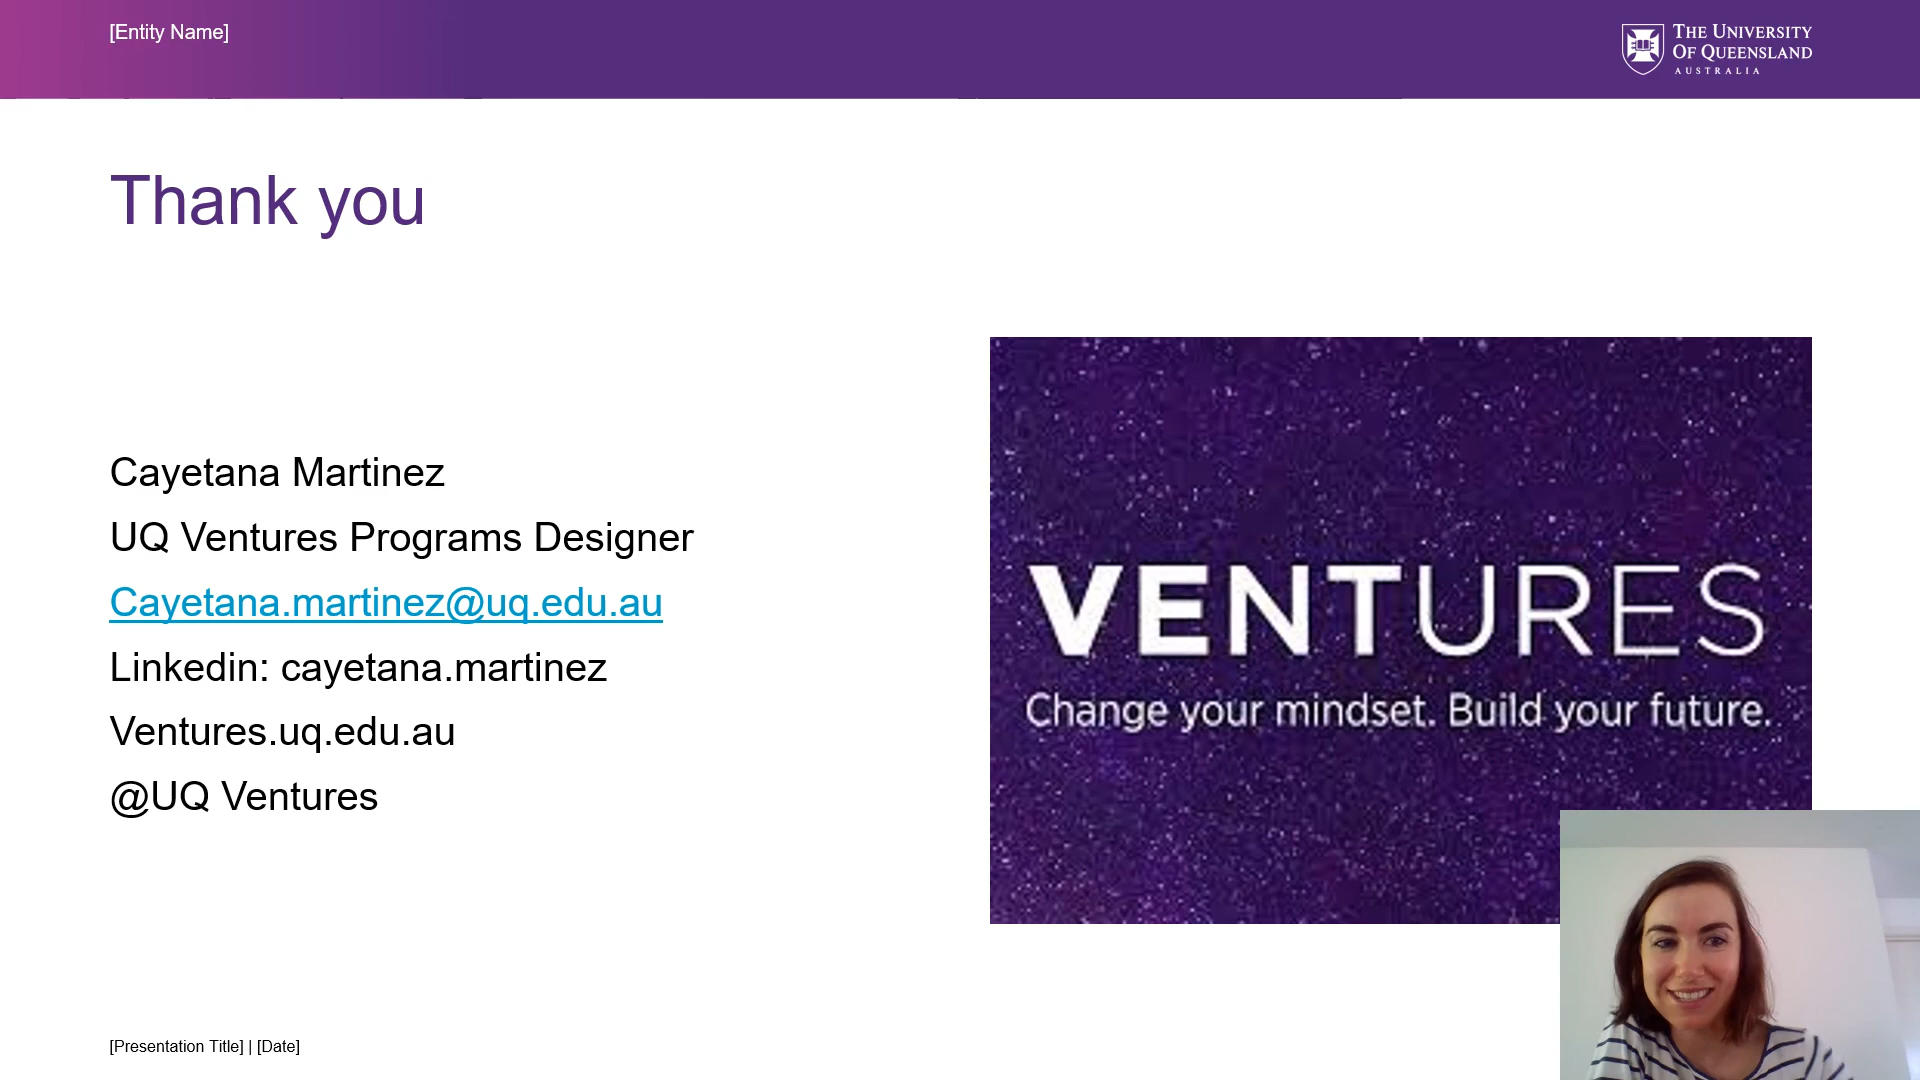 [Entity Name]
THE UNIVERSITY
OF QUEENSLAND
AUSTRALIA
Thank you
Cayetana Martinez
UQ Ventures Programs Designer
Cayetana.martinez@uq.edu.au
Linkedin: cayetana.martinez
Ventures.uq.edu.au
@UQ Ventures
VENTURES
Change your mindset. Build your future.
[Presentation Title] | [Date]